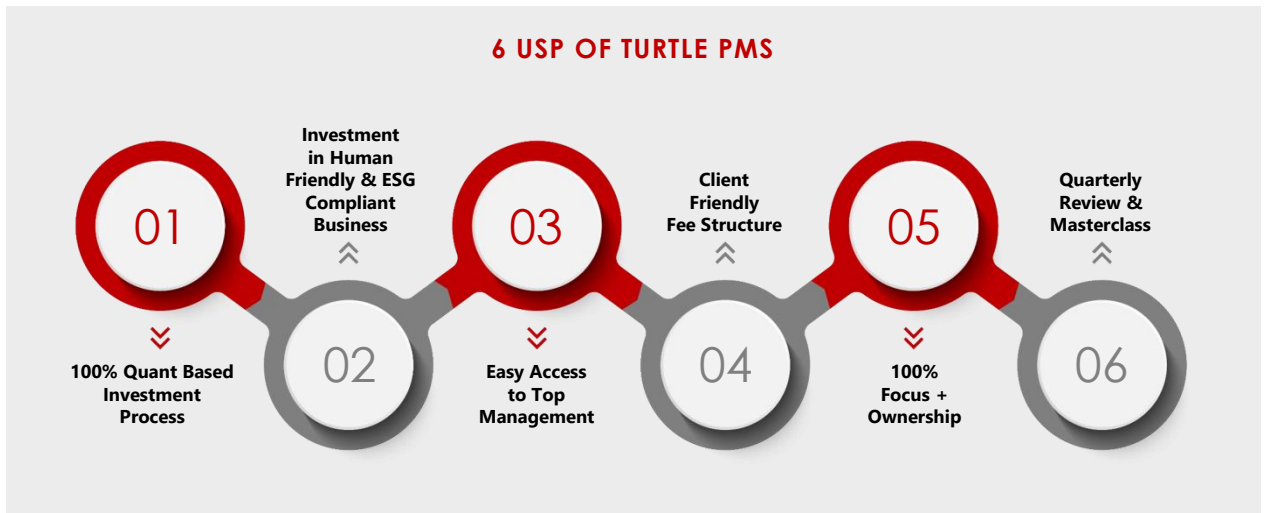 6 USP OF TURTLE PMS
01
100% Quant Based
Investment
Process
Investment
in Human
Friendly & ESG
Compliant
Business
02
03
Easy Access
to Top
Management
Client
Friendly
Fee Structure
04
05
100%
Focus +
Ownership
Quarterly
Review &
Masterclass
06